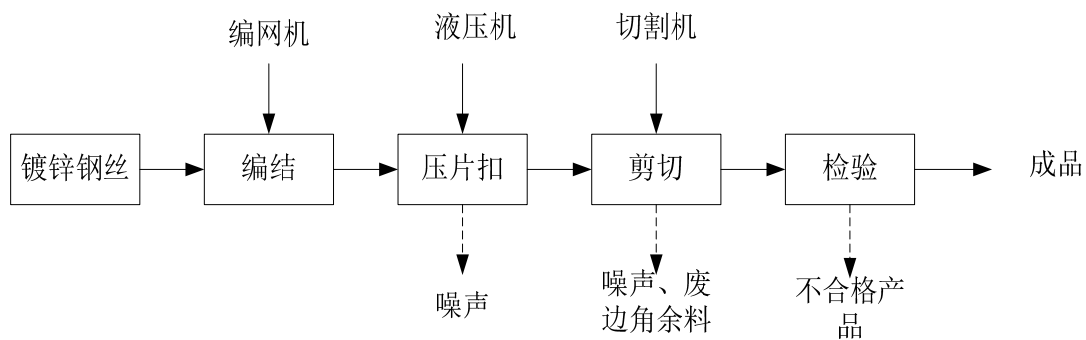 编网机
液压机
切割机
镀锌钢丝
编结
压片扣
剪切
检验
成品
噪声
噪声、废
边角余料
不合格产
品